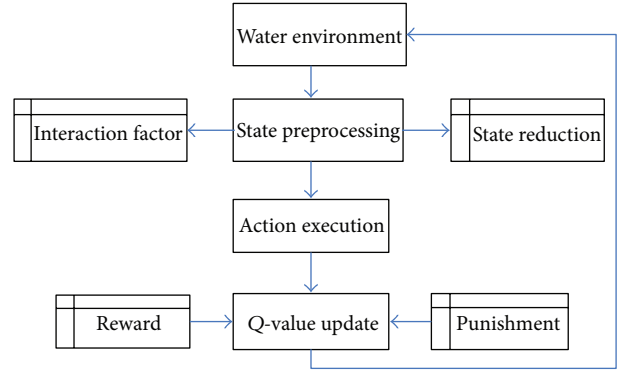 Water environment
Interaction factor
State preprocessing
State reduction
Action execution
Reward
Q-value update
Punishment